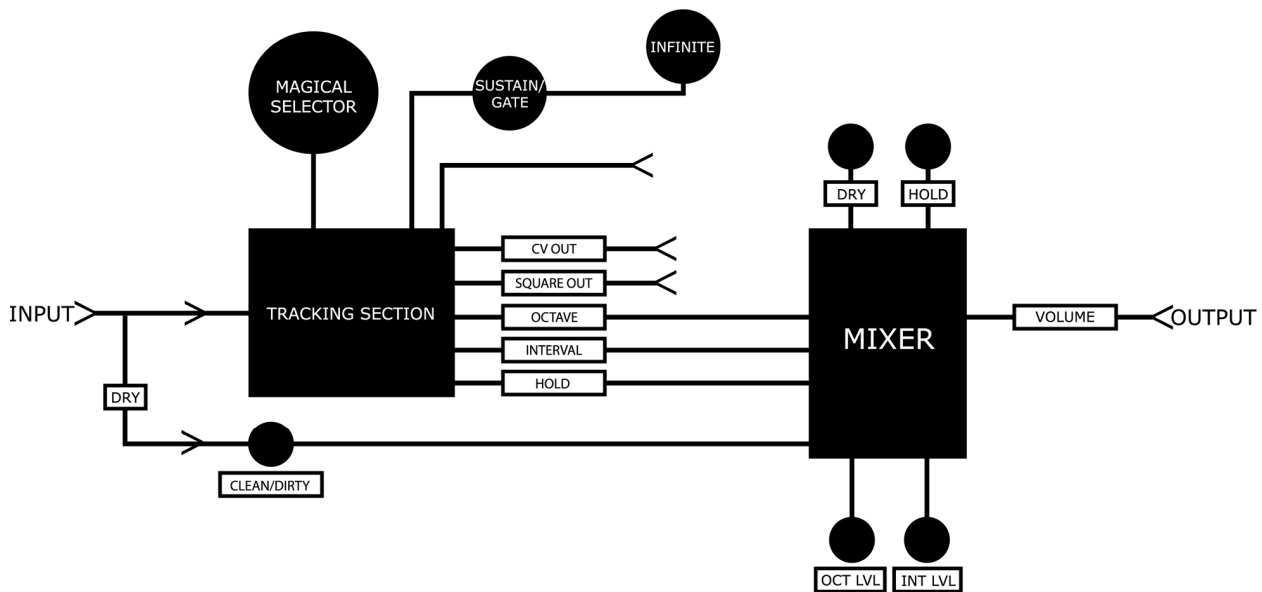 INFINITE
MAGICAL
SELECTOR
SUSTAIN/
GATE
DRY
HOLD
CV OUT
SQUARE OUT
INPUT
TRACKING SECTION
OCTAVE
VOLUME
OUTPUT
MIXER
INTERVAL
HOLD
DRY
CLEAN/DIRTY
OCT LVL
INT LVL